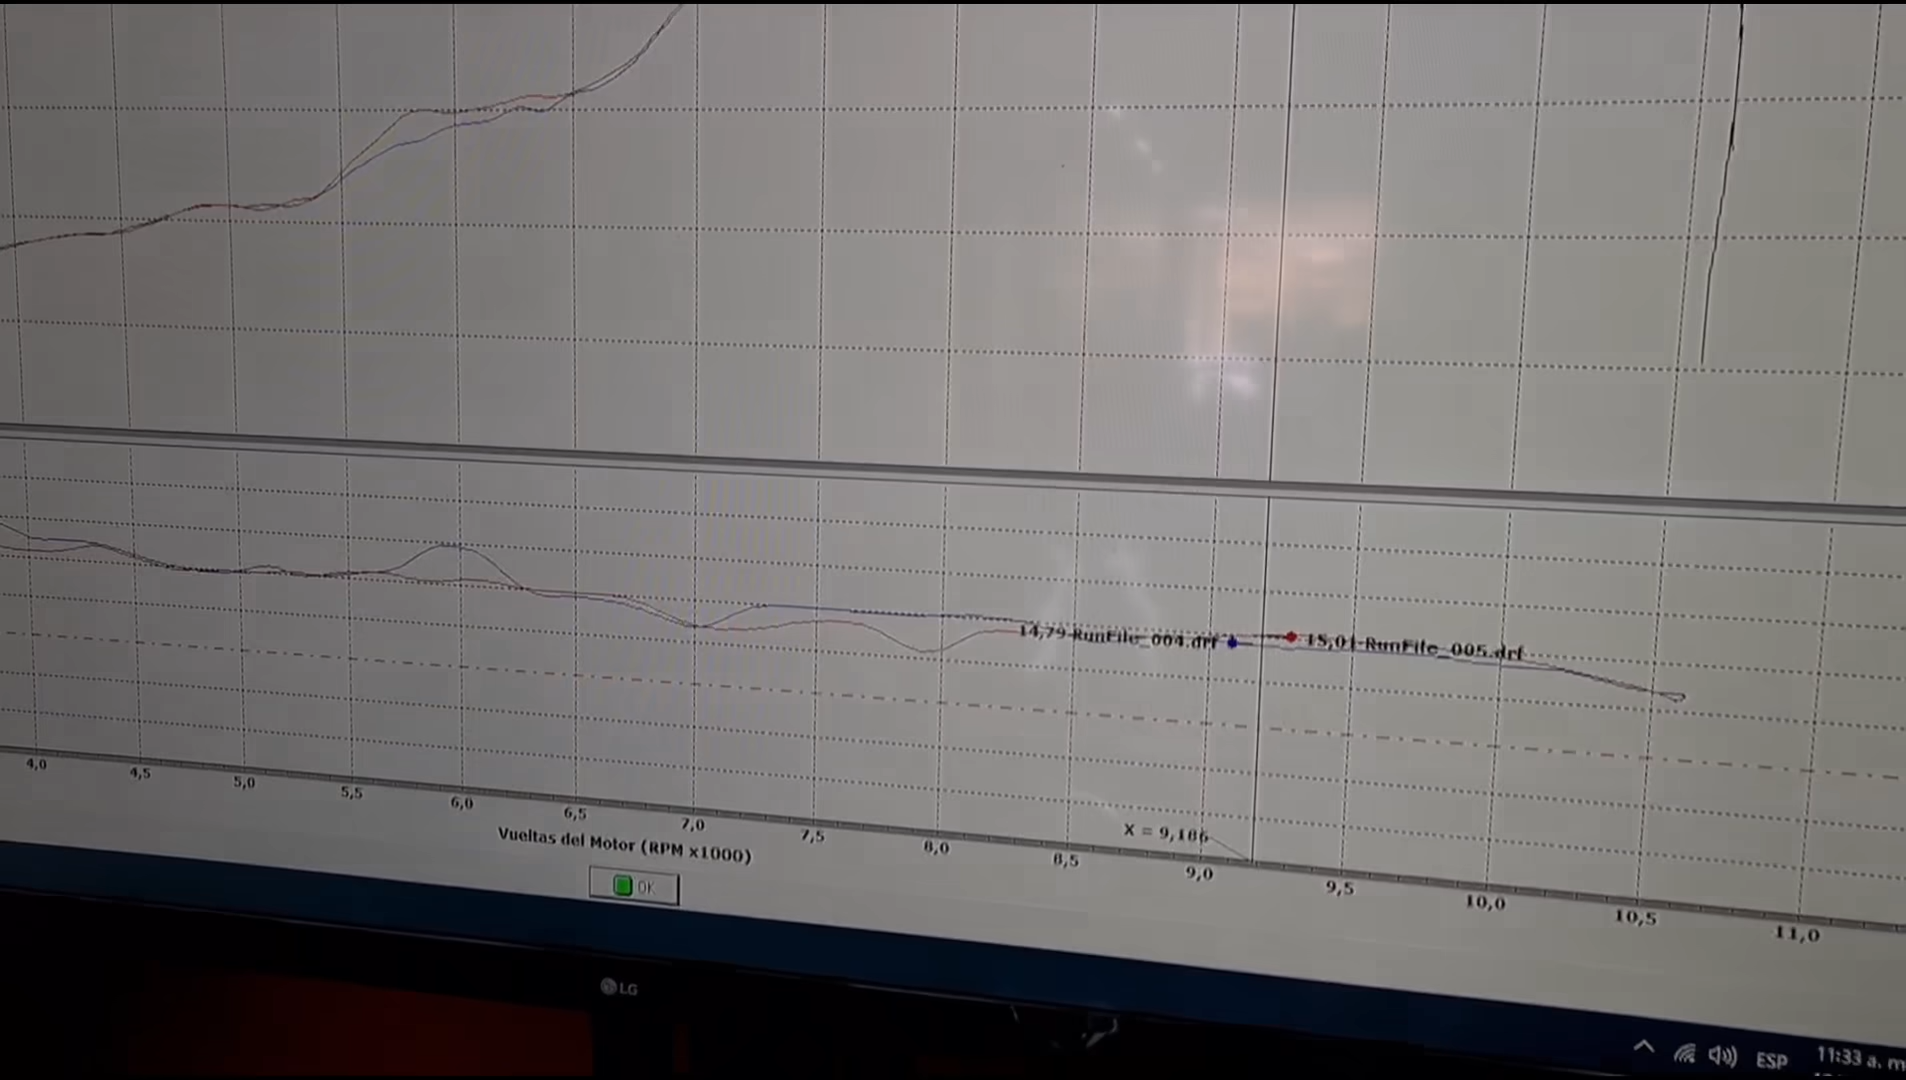 14,79-RunFile_004.drf
15,01-RunFile_005.drf
X = 9,186
4,0 4,5 5,0 5,5 6,0 6,5 7,0 7,5 8,0 8,5 9,0 9,5 10,0 10,5 11,0
Vueltas del Motor (RPM x1000)
OK
LG
ESP
11:33 a. m